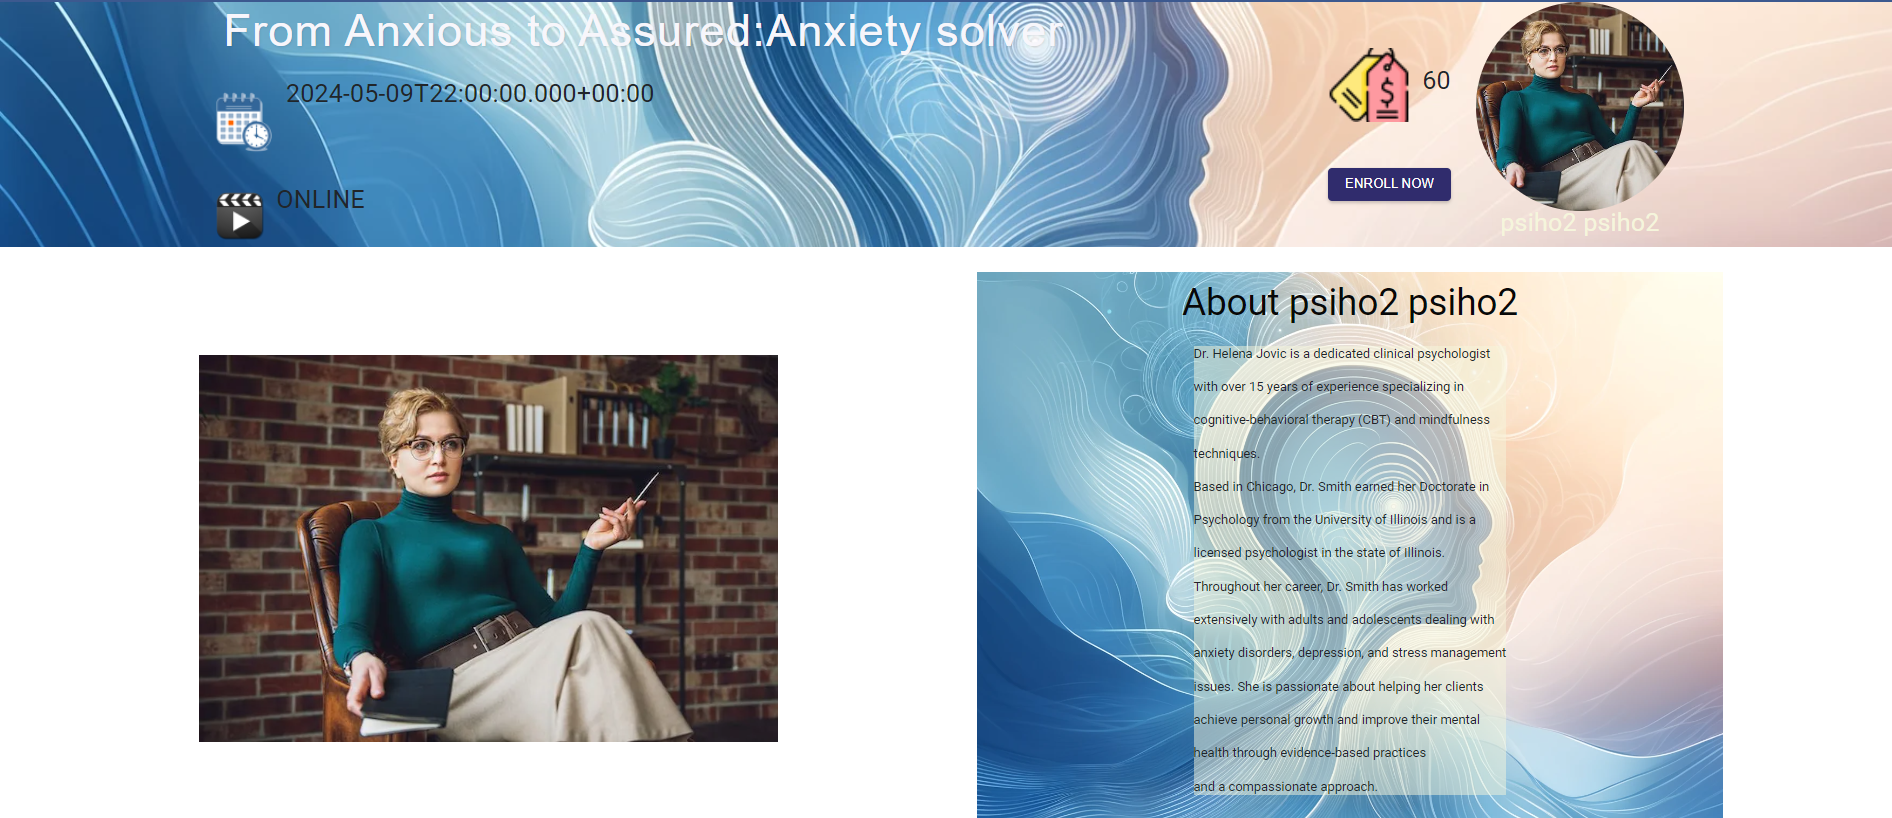 From Anxious to Assured:Anxiety solver
2024-05-09T22:00:00.000+00:00
60
ENROLL NOW
ONLINE
psiho2 psiho2
About psiho2 psiho2
Dr. Helena Jovic is a dedicated clinical psychologist
with over 15 years of experience specializing in
cognitive-behavioral therapy (CBT) and mindfulness
techniques.
Based in Chicago, Dr. Smith earned her Doctorate in
Psychology from the University of Illinois and is a
licensed psychologist in the state of Illinois.
Throughout her career, Dr. Smith has worked
extensively with adults and adolescents dealing with
anxiety disorders, depression, and stress management
issues. She is passionate about helping her clients
achieve personal growth and improve their mental
health through evidence-based practices
and a compassionate approach.